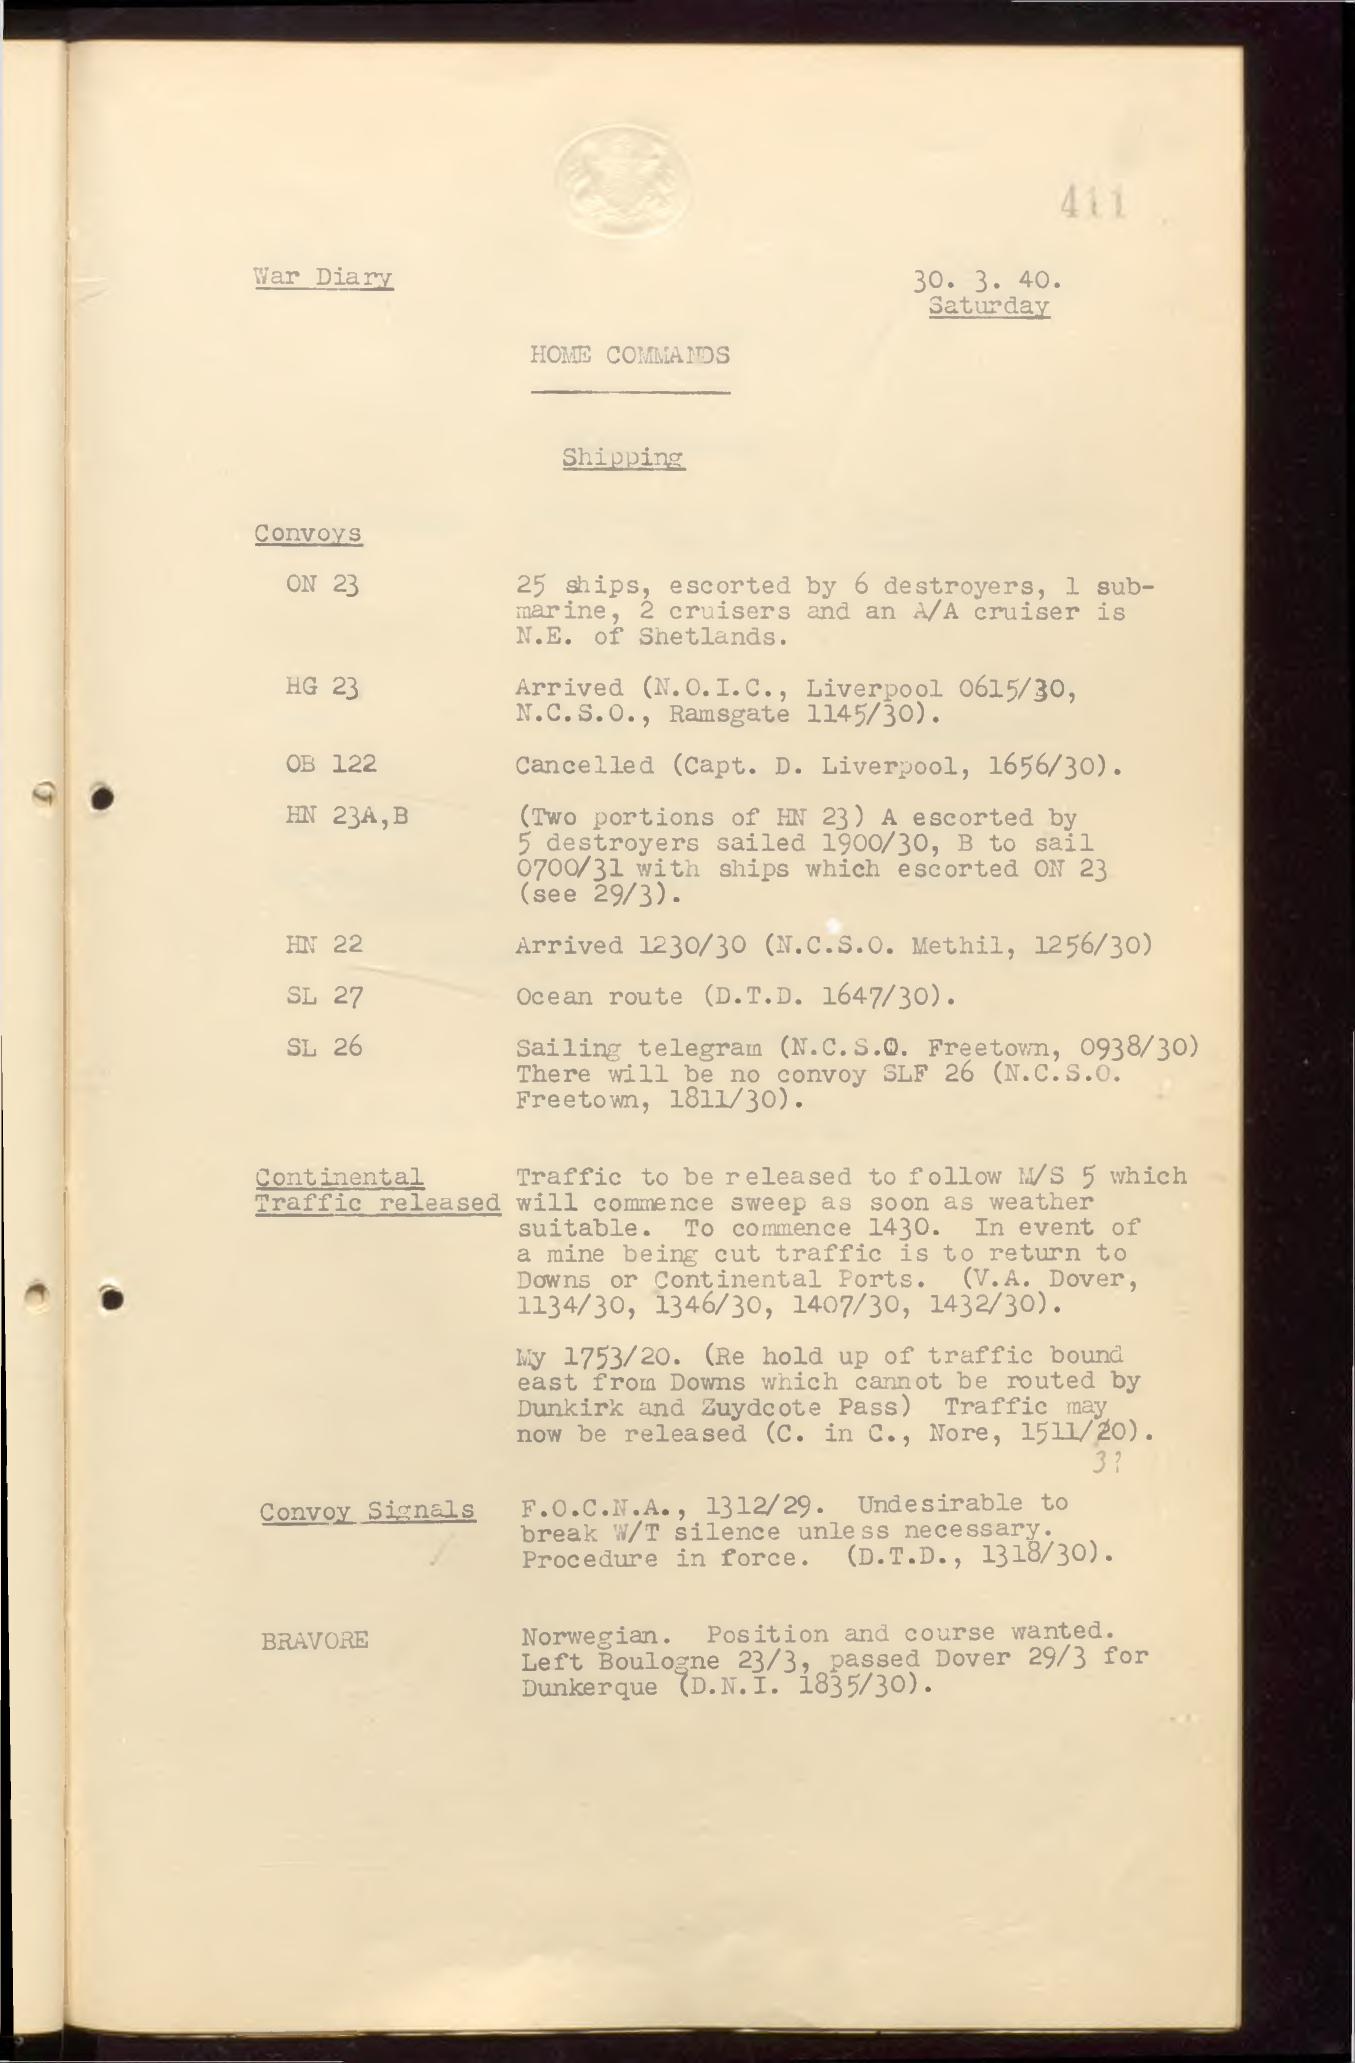 411
War Diary 30. 3. 40.
Saturday
HOME COMMANDS
Shipping
Convoys
ON 23 25 ships, escorted by 6 destroyers, 1 sub-
marine, 2 cruisers and an A/A cruiser is
N.E. of Shetlands.
HG 23 Arrived (N.O.I.C., Liverpool 0615/30,
N.C.S.O., Ramsgate 1145/30).
OB 122 Cancelled (Capt. D. Liverpool, 1656/30).
HN 23A,B (Two portions of HN 23) A escorted by
5 destroyers sailed 1900/30, B to sail
0700/31 with ships which escorted ON 23
(see 29/3).
HN 22 Arrived 1230/30 (N.C.S.O. Methil, 1256/30)
SL 27 Ocean route (D.T.D. 1647/30).
SL 26 Sailing telegram (N.C.S.O. Freetown, 0938/30)
There will be no convoy SLF 26 (N.C.S.O.
Freetown, 1811/30).
Continental Traffic to be released to follow M/S 5 which
Traffic released will commence sweep as soon as weather
suitable. To commence 1430. In event of
a mine being cut traffic is to return to
Downs or Continental Ports. (V.A. Dover,
1134/30, 1346/30, 1407/30, 1432/30).
My 1753/20. (Re hold up of traffic bound
east from Downs which cannot be routed by
Dunkirk and Zuydcote Pass) Traffic may
now be released (C. in C., Nore, 1511/20).
3?
Convoy Signals F.O.C.N.A., 1312/29. Undesirable to
break W/T silence unless necessary.
Procedure in force. (D.T.D., 1318/30).
BRAVORE Norwegian. Position and course wanted.
Left Boulogne 23/3, passed Dover 29/3 for
Dunkerque (D.N.I. 1835/30).